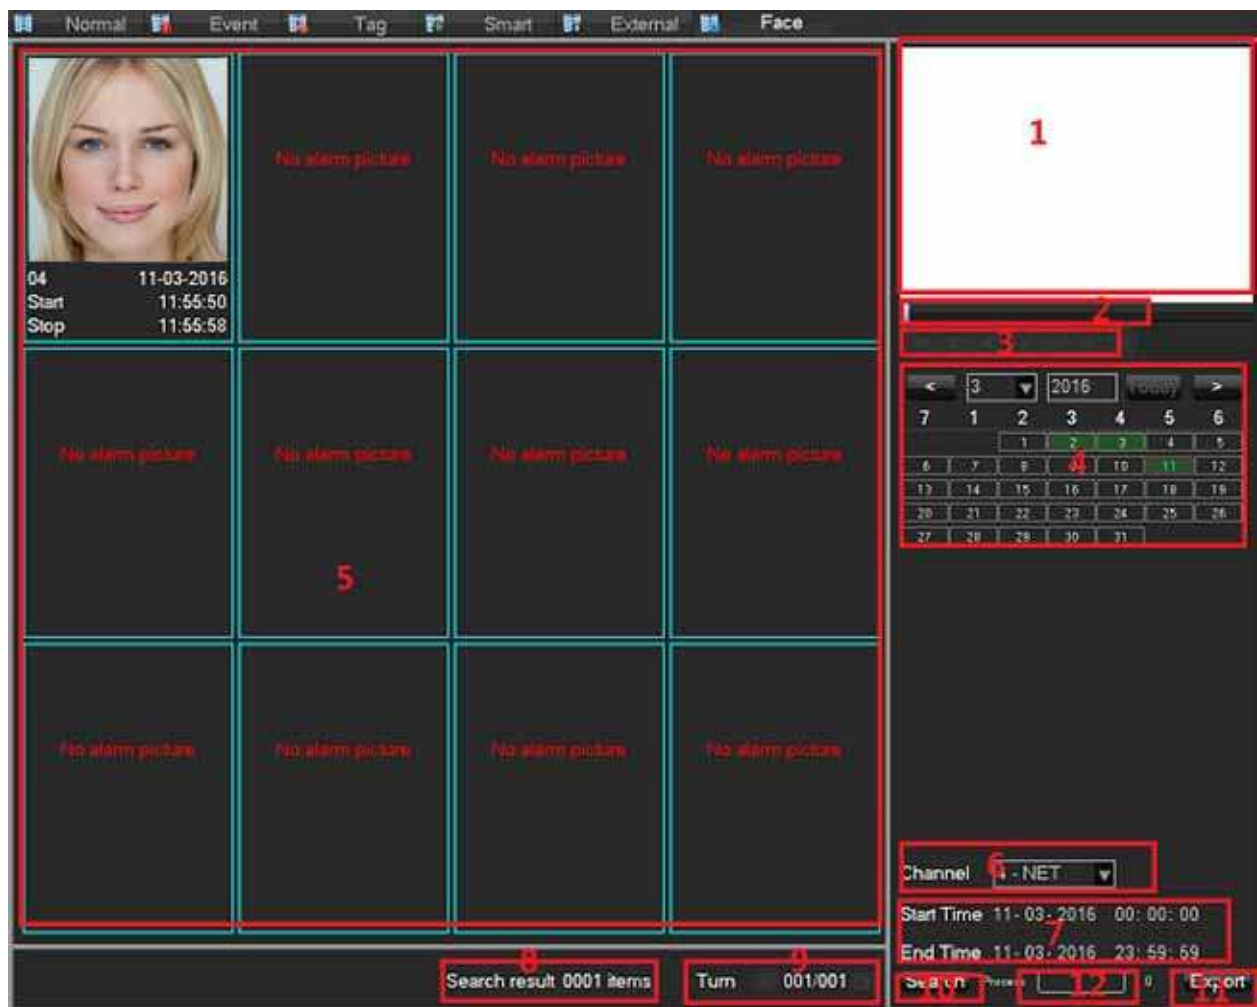 Normal Event Tag Smart External Face
No alarm picture No alarm picture No alarm picture
04 11-03-2016
Start 11:55:50
Stop 11:55:58
No alarm picture No alarm picture No alarm picture No alarm picture
5
No alarm picture No alarm picture No alarm picture No alarm picture
8 9
Search result 0001 items Turn 001/001
1
2
3
< 3 2016 Today >
7 1 2 3 4 5 6
1 2 3 4 5
6 7 8 9 10 11 12
4
13 14 15 16 17 18 19
20 21 22 23 24 25 26
27 28 29 30 31
6
Channel - NET
Start Time 11-03-2016 00:00:00
7
End Time 11-03-2016 23:59:59
Search Process 0 Export
10 12 11